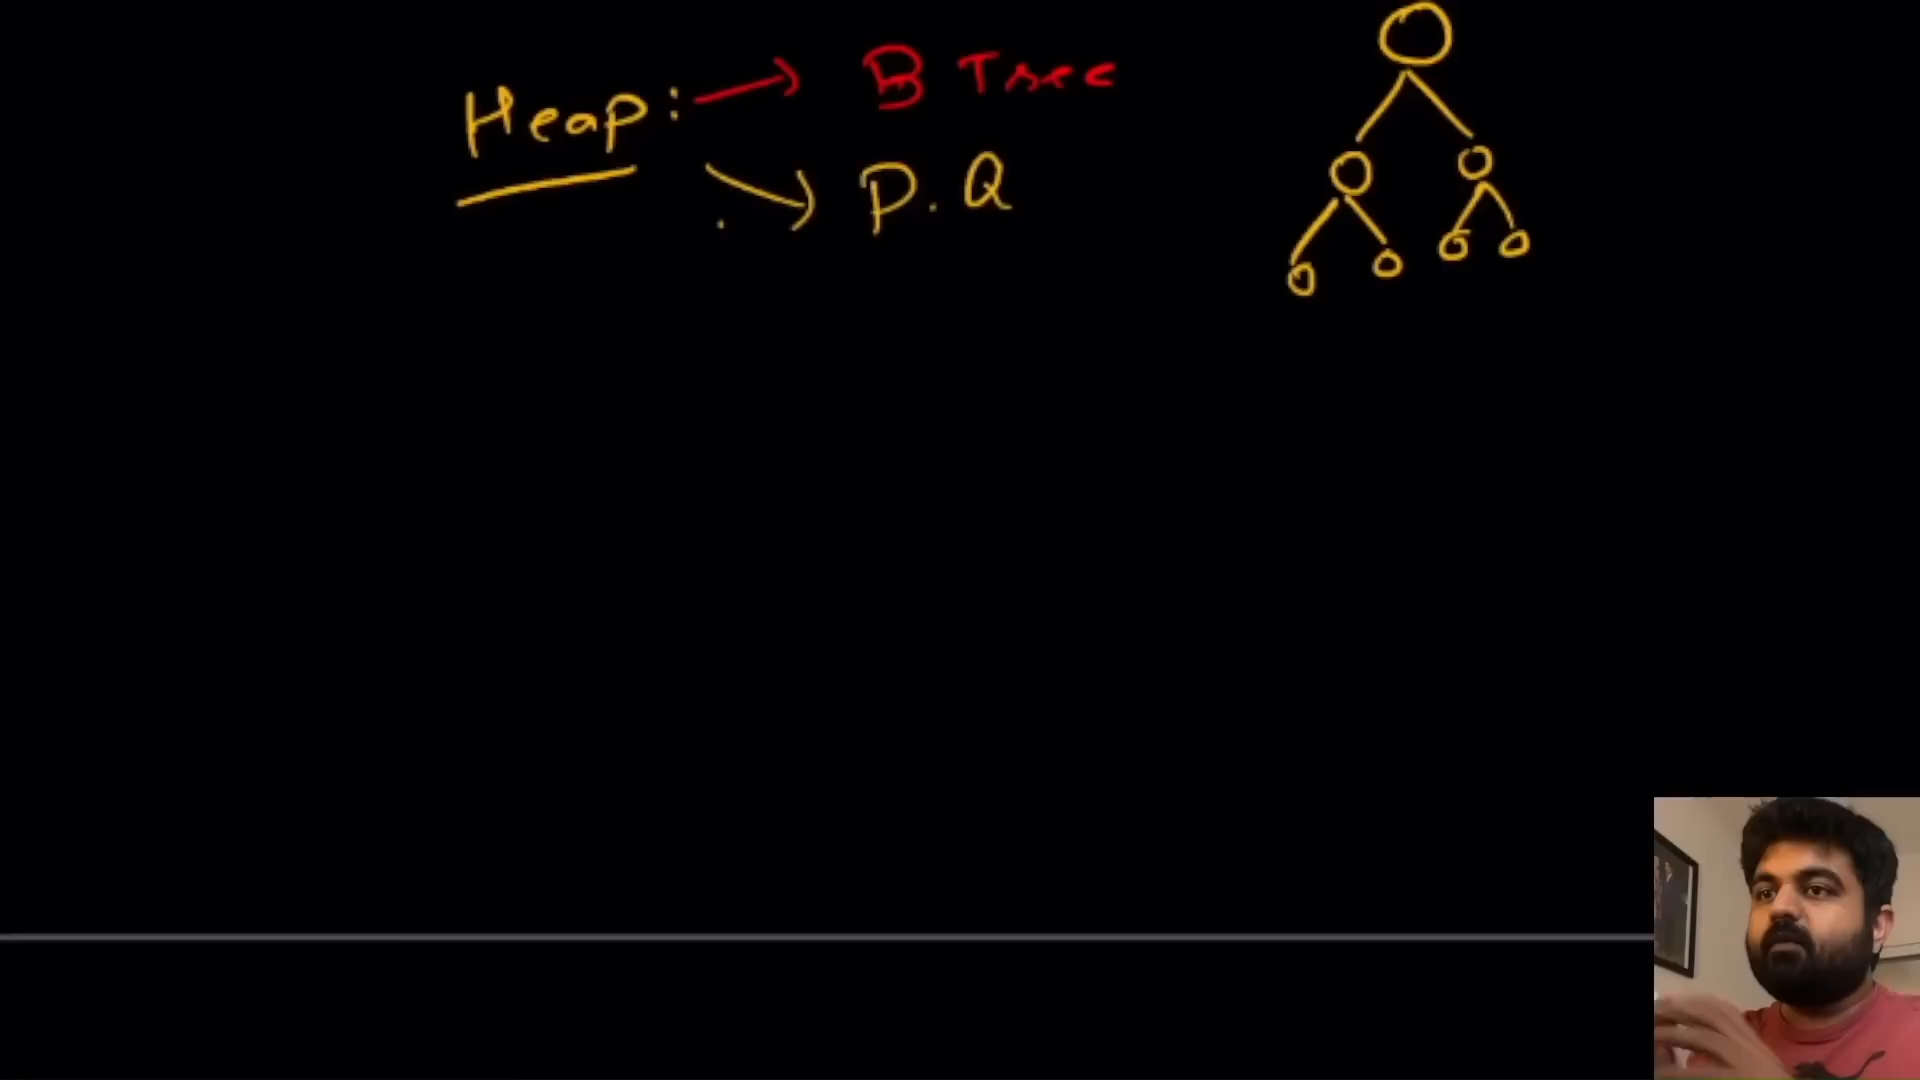 Heap: → B Tree
→ P.Q